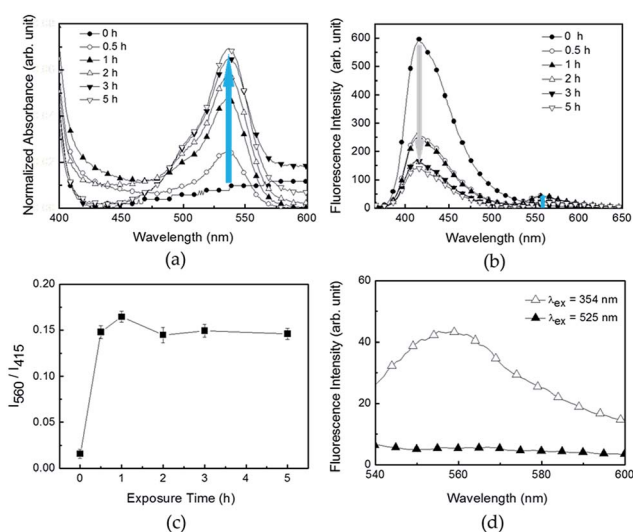 Normalized Absorbance (arb. unit)
0 h
0.5 h
1 h
2 h
3 h
5 h
400 450 500 550 600
Wavelength (nm)
(a)
Fluorescence Intensity (arb. unit)
600
500
400
300
200
100
0
0 h
0.5 h
1 h
2 h
3 h
5 h
400 450 500 550 600 650
Wavelength (nm)
(b)
I560 / I415
0.20
0.15
0.10
0.05
0.00
0 1 2 3 4 5
Exposure Time (h)
(c)
Fluorescence Intensity (arb. unit)
60
40
20
0
λex = 354 nm
λex = 525 nm
540 560 580 600
Wavelength (nm)
(d)